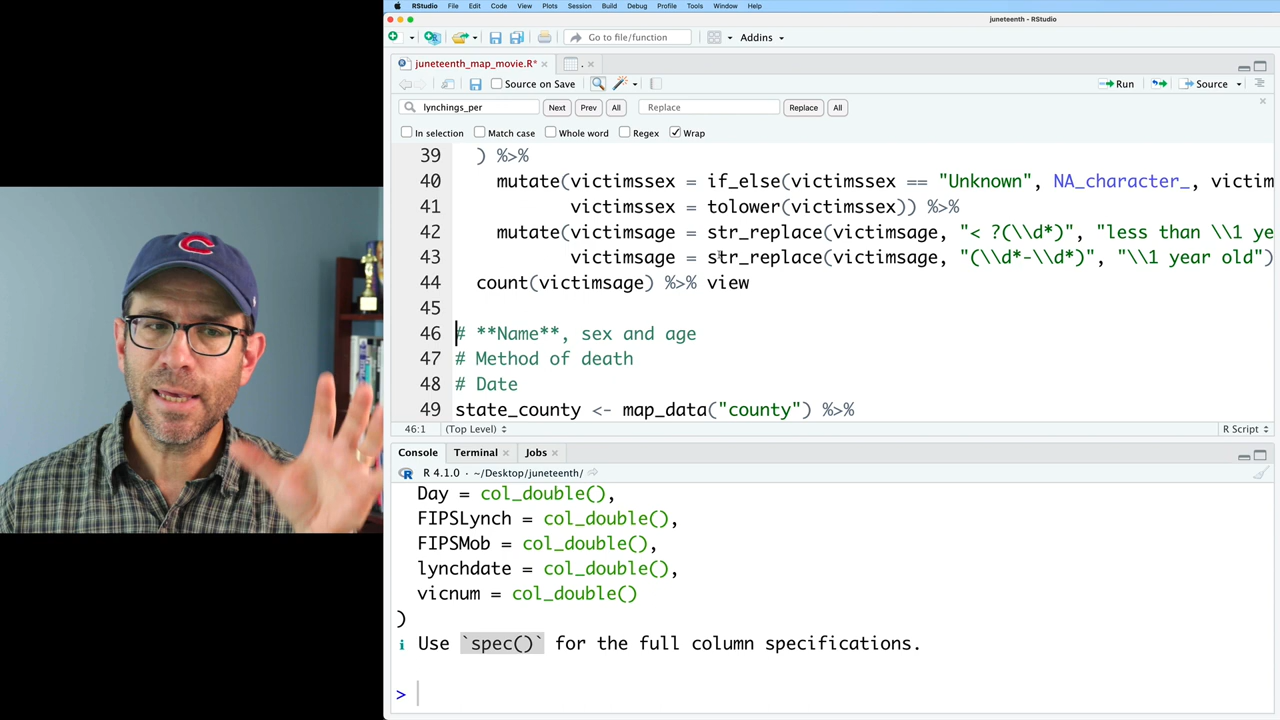 RStudio File Edit Code View Plots Session Build Debug Profile Tools Window Help
juneteenth - RStudio
Go to file/function Addins
juneteenth_map_movie.R* .
Source on Save Run Source
lynchings_per Next Prev All Replace Replace All
In selection Match case Whole word Regex Wrap
39 ) %>%
40 mutate(victimssex = if_else(victimssex == "Unknown", NA_character_, victim
41 victimssex = tolower(victimssex)) %>%
42 mutate(victimsage = str_replace(victimsage, "< ?(\\d*)", "less than \\1 ye
43 victimsage = str_replace(victimsage, "(\\d*-\\d*)", "\\1 year old")
44 count(victimsage) %>% view
45
46 # **Name**, sex and age
47 # Method of death
48 # Date
49 state_county <- map_data("county") %>%
46:1 (Top Level) R Script
Console Terminal Jobs
R 4.1.0 · ~/Desktop/juneteenth/
Day = col_double(),
FIPSLynch = col_double(),
FIPSMob = col_double(),
lynchdate = col_double(),
vicnum = col_double()
)
i Use `spec()` for the full column specifications.
>